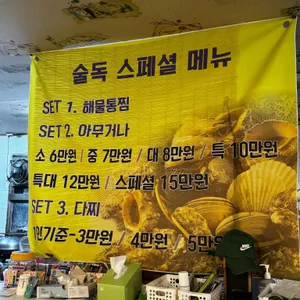 술독 스페셜 메뉴
SET 1. 해물통찜
SET 2. 아무거나
소 6만원 / 중 7만원 / 대 8만원 / 특 10만원
특대 12만원 / 스페셜 15만원
SET 3. 다찌
1인기준-3만원 / 4만원 / 5만원